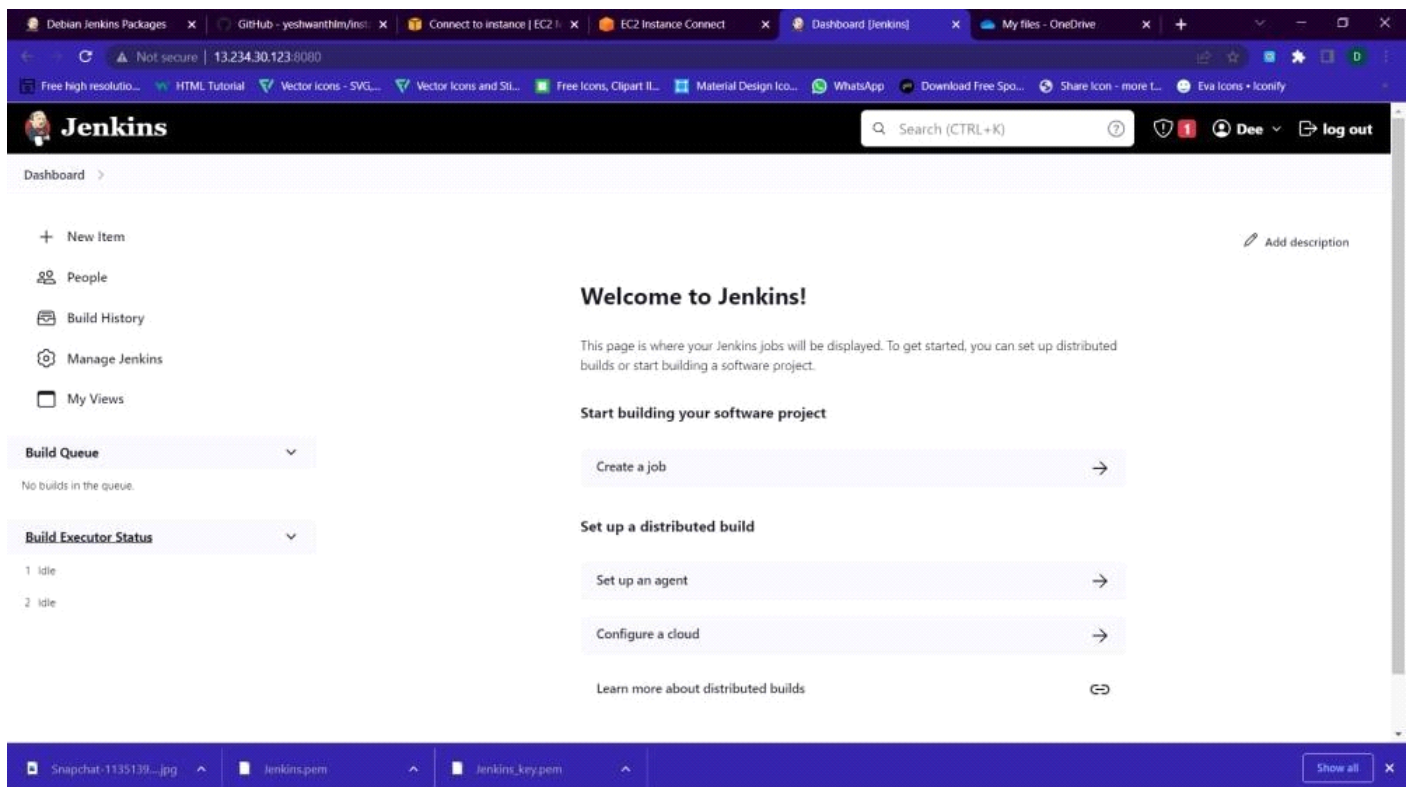 Debian Jenkins Packages
GitHub - yeshwanthlm/inst
Connect to instance | EC2
EC2 Instance Connect
Dashboard [Jenkins]
My files - OneDrive
Not secure | 13.234.30.123:8080
Free high resolutio...
HTML Tutorial
Vector icons - SVG,...
Vector Icons and Sti...
Free Icons, Clipart Il...
Material Design Ico...
WhatsApp
Download Free Spo...
Share Icon - more t...
Eva Icons • Iconify
Jenkins
Search (CTRL+K)
1
Dee
log out
Dashboard
New Item
People
Build History
Manage Jenkins
My Views
Build Queue
No builds in the queue.
Build Executor Status
1 Idle
2 Idle
Add description
Welcome to Jenkins!
This page is where your Jenkins jobs will be displayed. To get started, you can set up distributed
builds or start building a software project.
Start building your software project
Create a job
Set up a distributed build
Set up an agent
Configure a cloud
Learn more about distributed builds
Snapchat-1135139....jpg
Jenkins.pem
Jenkins_key.pem
Show all